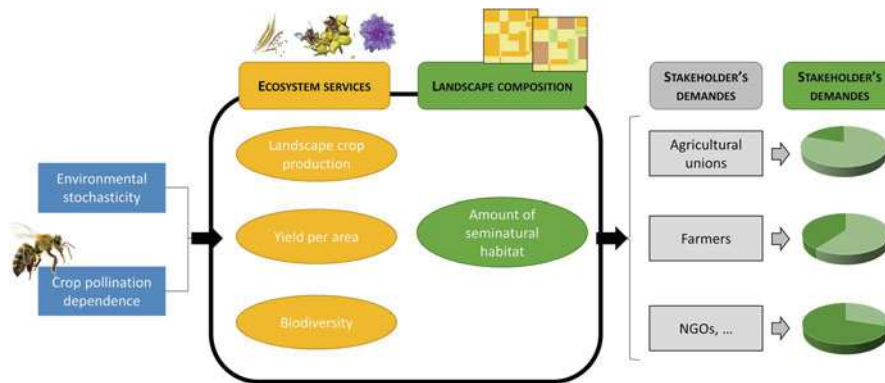 ECOSYSTEM SERVICES
LANDSCAPE COMPOSITION
STAKEHOLDER'S
DEMANDES
STAKEHOLDER'S
DEMANDES
Landscape crop
production
Agricultural
unions
Environmental
stochasticity
Yield per area
Amount of
seminatural
habitat
Farmers
Crop pollination
dependence
Biodiversity
NGOs, ...